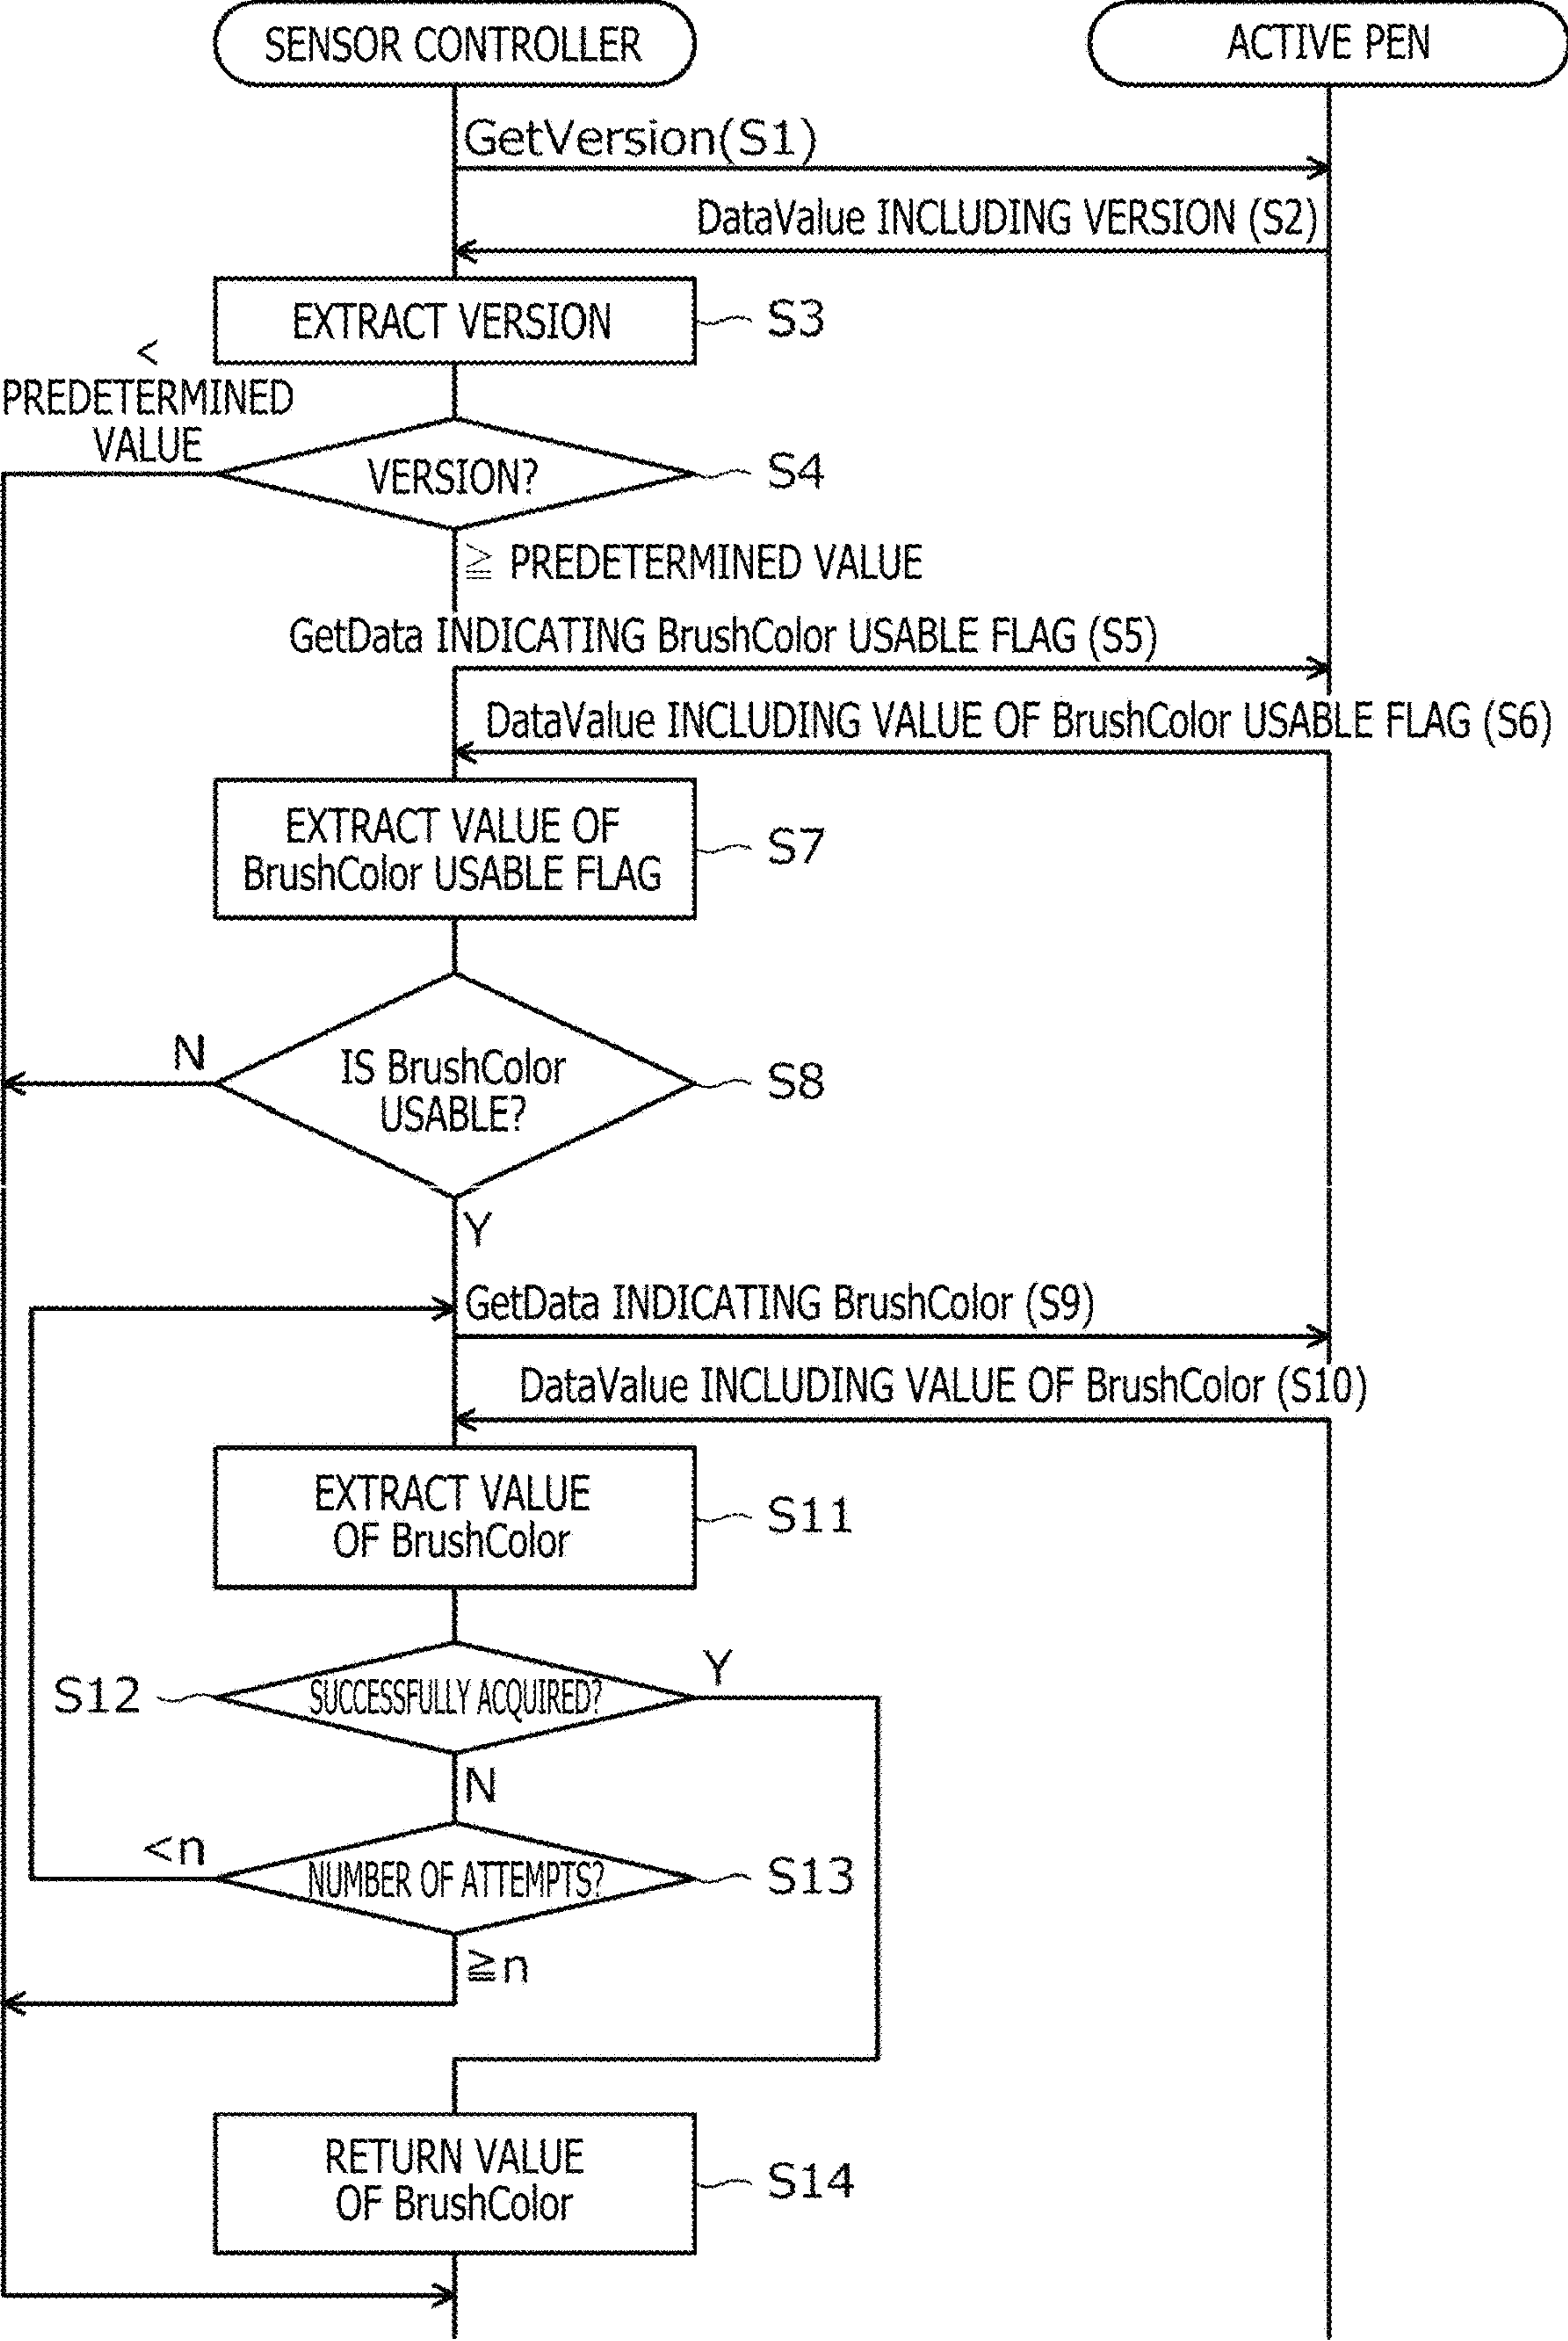 SENSOR CONTROLLER
ACTIVE PEN
GetVersion(S1)
DataValue INCLUDING VERSION (S2)
EXTRACT VERSION
S3
<
PREDETERMINED
VALUE
VERSION?
S4
≧ PREDETERMINED VALUE
GetData INDICATING BrushColor USABLE FLAG (S5)
DataValue INCLUDING VALUE OF BrushColor USABLE FLAG (S6)
EXTRACT VALUE OF
BrushColor USABLE FLAG
S7
N
IS BrushColor
USABLE?
S8
Y
GetData INDICATING BrushColor (S9)
DataValue INCLUDING VALUE OF BrushColor (S10)
EXTRACT VALUE
OF BrushColor
S11
S12
SUCCESSFULLY ACQUIRED?
Y
N
<n
NUMBER OF ATTEMPTS?
S13
≧n
RETURN VALUE
OF BrushColor
S14